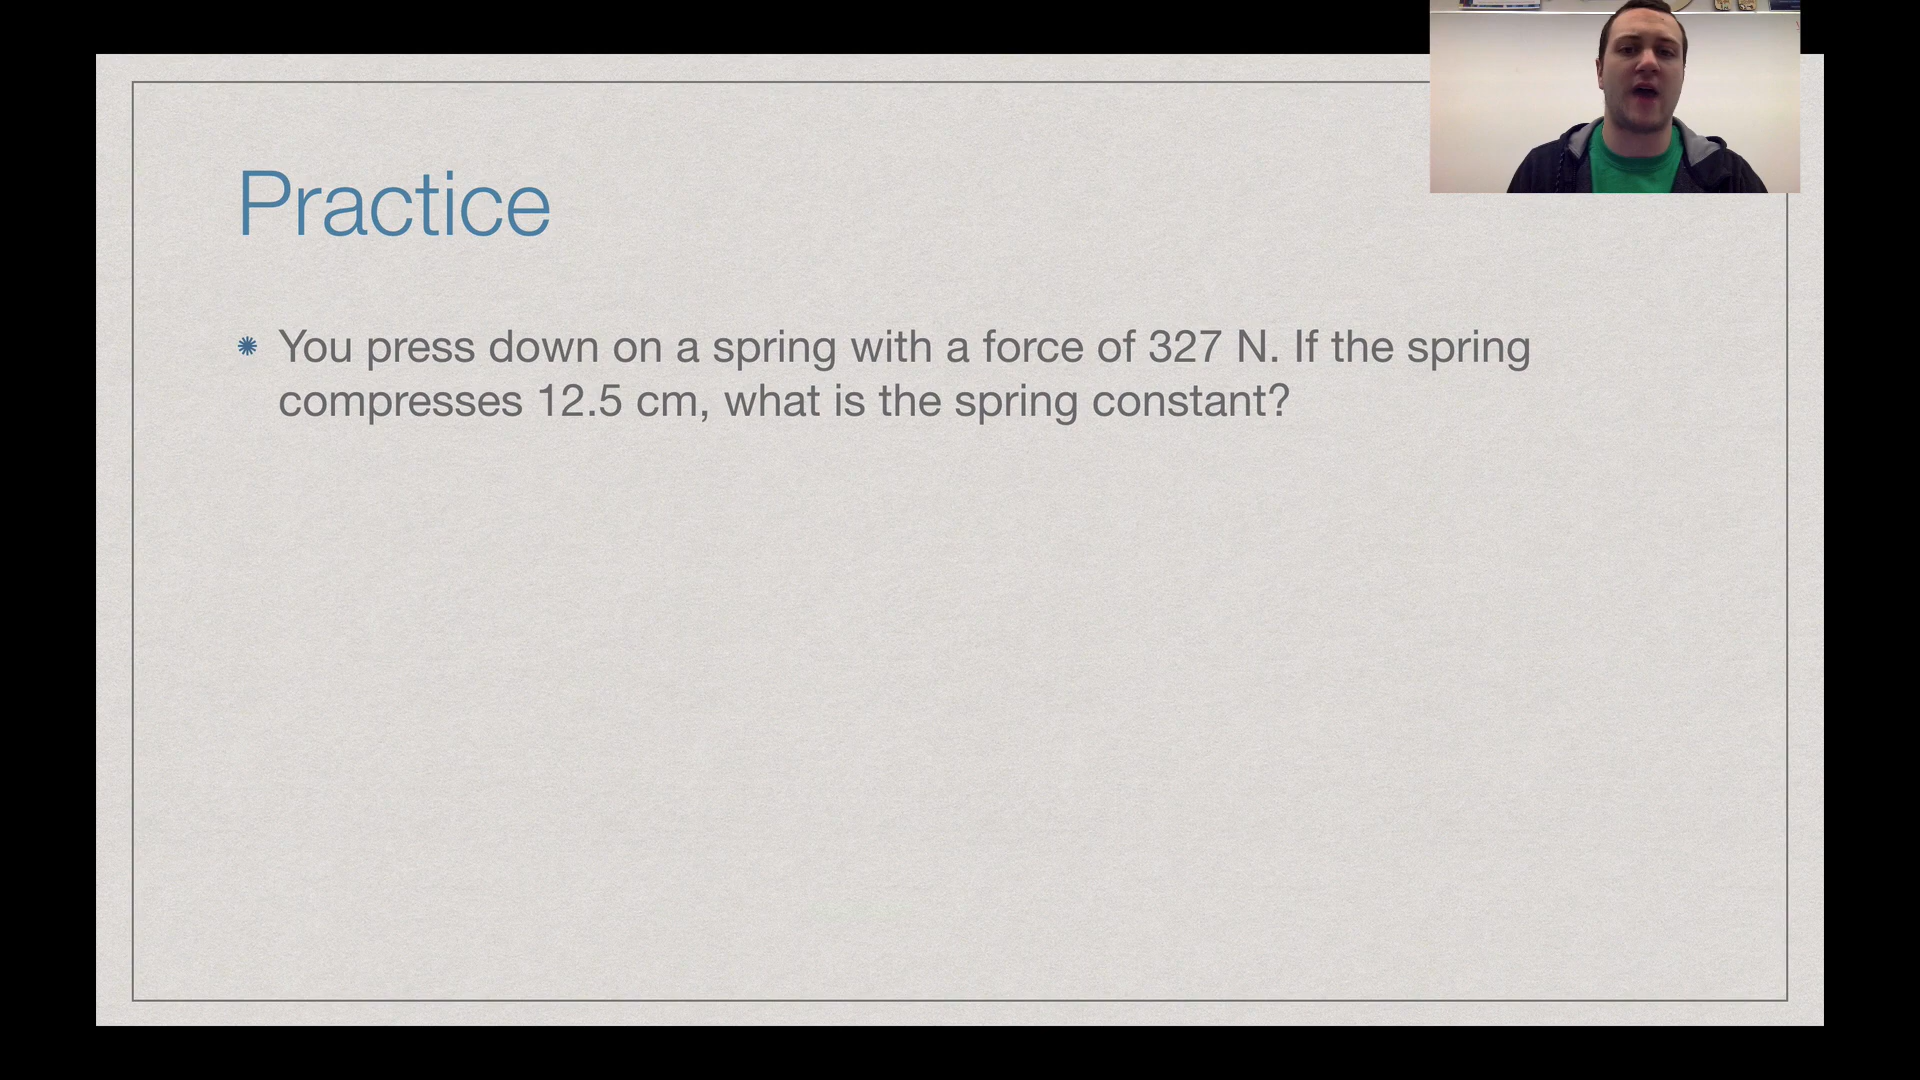 Practice
You press down on a spring with a force of 327 N. If the spring
compresses 12.5 cm, what is the spring constant?